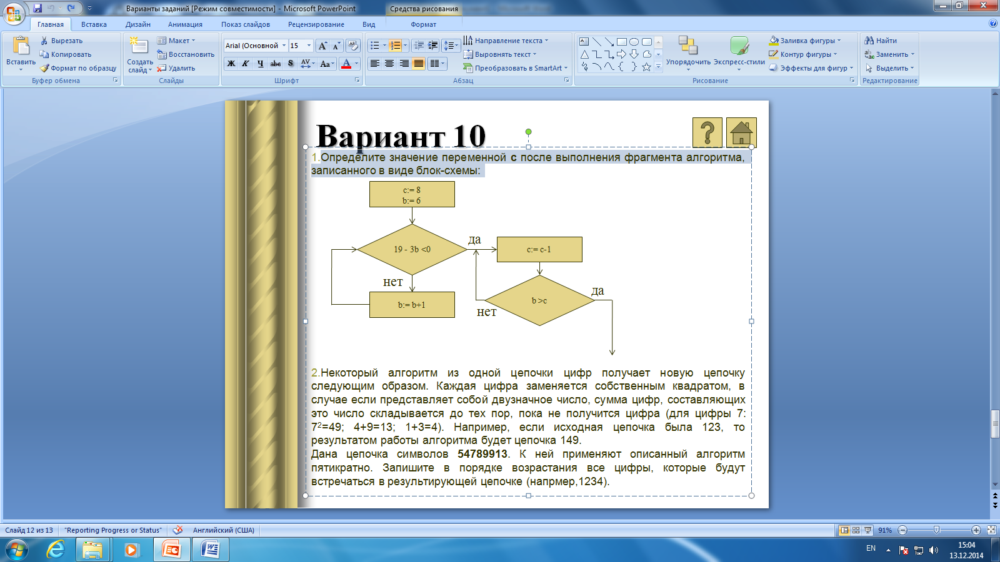 Варианты заданий [Режим совместимости] - Microsoft PowerPoint
Средства рисования
Главная Вставка Дизайн Анимация Показ слайдов Рецензирование Вид Формат
Вставить
Вырезать
Копировать
Формат по образцу
Буфер обмена
Создать слайд
Макет
Восстановить
Удалить
Слайды
Arial (Основной 15
Ж К Ч abc S AV Aa A
Шрифт
Направление текста
Выровнять текст
Преобразовать в SmartArt
Абзац
Упорядочить Экспресс-стили
Заливка фигуры
Контур фигуры
Эффекты для фигур
Рисование
Найти
Заменить
Выделить
Редактирование
Вариант 10
1.Определите значение переменной с после выполнения фрагмента алгоритма,
записанного в виде блок-схемы:
c:= 8
b:= 6
19 - 3b <0
да
c:= c-1
нет
b:= b+1
b >c
да
нет
2.Некоторый алгоритм из одной цепочки цифр получает новую цепочку
следующим образом. Каждая цифра заменяется собственным квадратом, в
случае если представляет собой двузначное число, сумма цифр, составляющих
это число складывается до тех пор, пока не получится цифра (для цифры 7:
7²=49; 4+9=13; 1+3=4). Например, если исходная цепочка была 123, то
результатом работы алгоритма будет цепочка 149.
Дана цепочка символов 54789913. К ней применяют описанный алгоритм
пятикратно. Запишите в порядке возрастания все цифры, которые будут
встречаться в результирующей цепочке (напрмер,1234).
Слайд 12 из 13 "Reporting Progress or Status" Английский (США) 91%
EN 15:04
13.12.2014